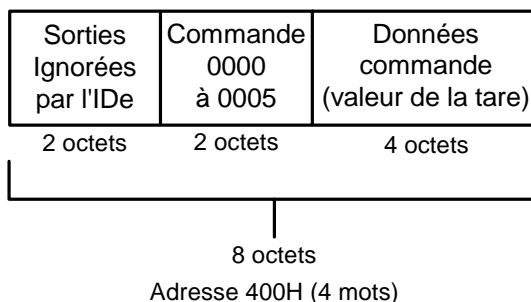 Sorties
Ignorées
par l'IDe
Commande
0000
à 0005
Données
commande
(valeur de la tare)
2 octets
2 octets
4 octets
8 octets
Adresse 400H (4 mots)